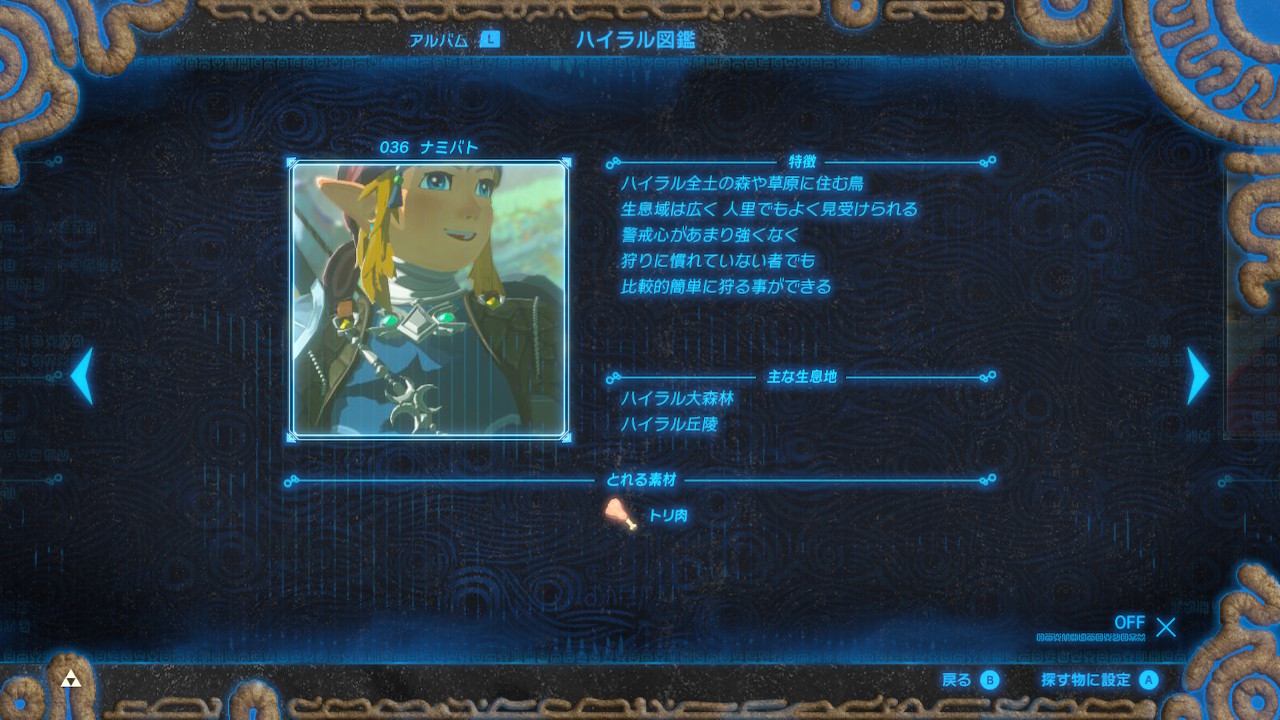 アルバム L
ハイラル図鑑
036 ナミバト
特徴
ハイラル全土の森や草原に住む鳥
生息域は広く 人里でもよく見受けられる
警戒心があまり強くなく
狩りに慣れていない者でも
比較的簡単に狩る事ができる
主な生息地
ハイラル大森林
ハイラル丘陵
とれる素材
トリ肉
OFF
戻る B 探す物に設定 A